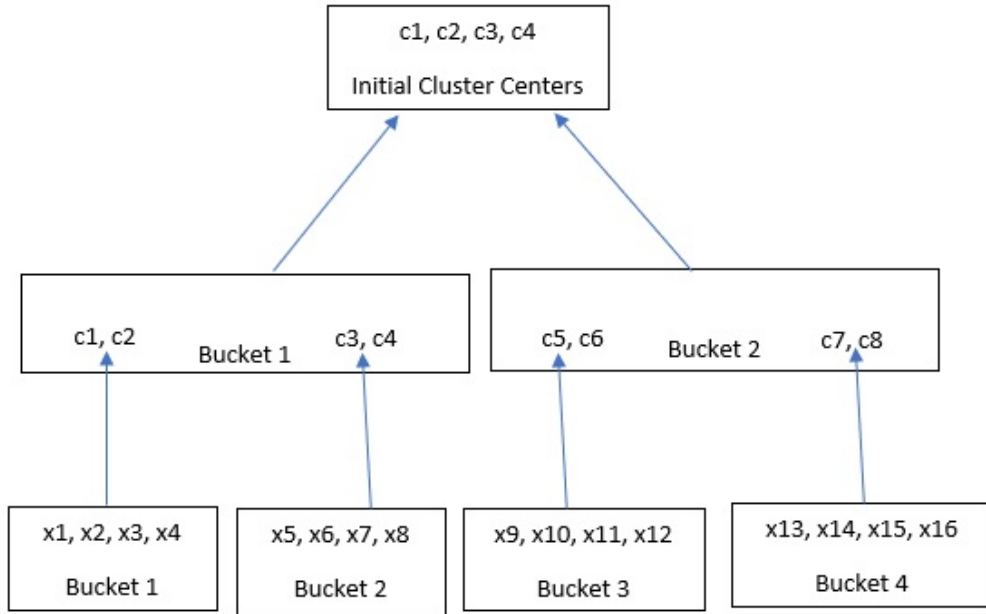 c1, c2, c3, c4
Initial Cluster Centers
c1, c2
Bucket 1
c3, c4
c5, c6
Bucket 2
c7, c8
x1, x2, x3, x4
Bucket 1
x5, x6, x7, x8
Bucket 2
x9, x10, x11, x12
Bucket 3
x13, x14, x15, x16
Bucket 4